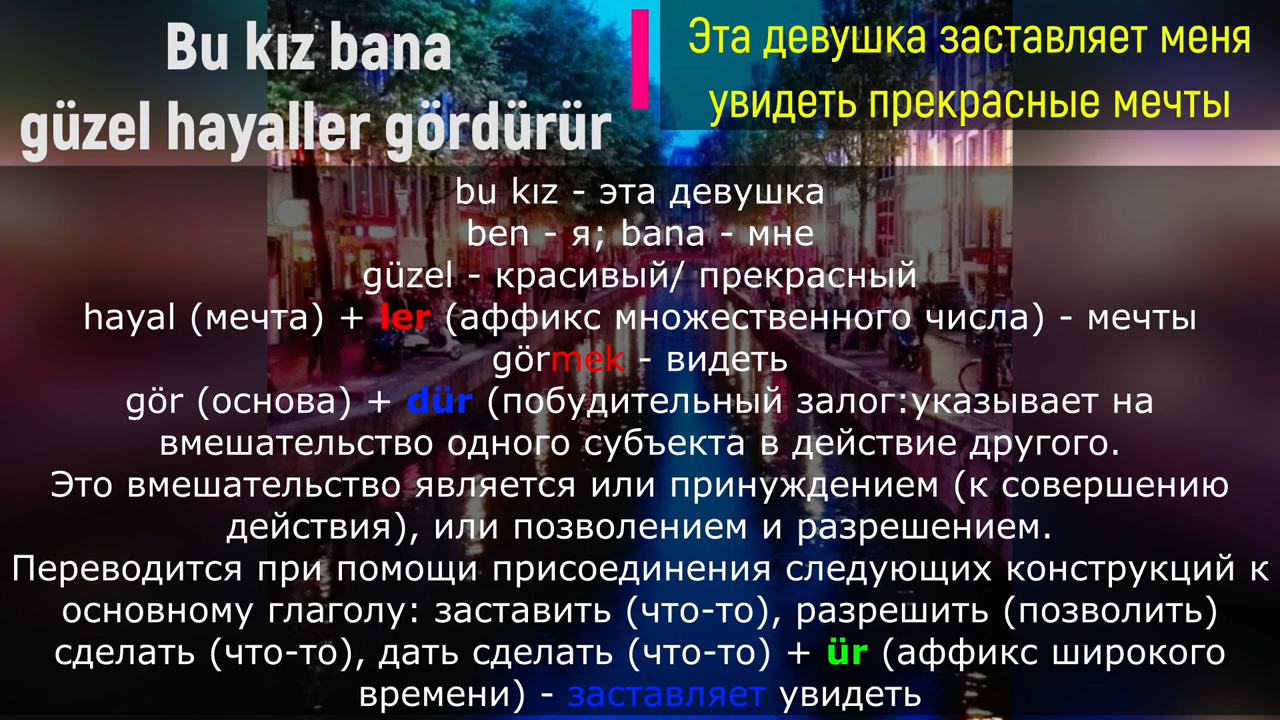 Bu kız bana
güzel hayaller gördürür
Эта девушка заставляет меня
увидеть прекрасные мечты
bu kız - эта девушка
ben - я; bana - мне
güzel - красивый/ прекрасный
hayal (мечта) + ler (аффикс множественного числа) - мечты
görmek - видеть
gör (основа) + dür (побудительный залог:указывает на
вмешательство одного субъекта в действие другого.
Это вмешательство является или принуждением (к совершению
действия), или позволением и разрешением.
Переводится при помощи присоединения следующих конструкций к
основному глаголу: заставить (что-то), разрешить (позволить)
сделать (что-то), дать сделать (что-то) + ür (аффикс широкого
времени) - заставляет увидеть